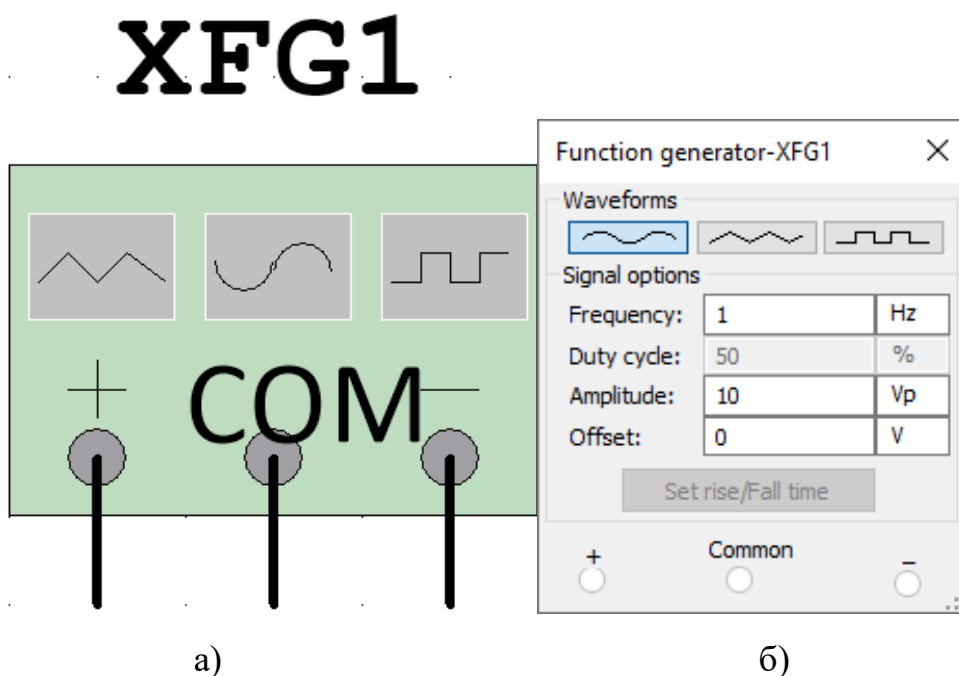 XFG1
COM
Function generator-XFG1
Waveforms
Signal options
Frequency: 1 Hz
Duty cycle: 50 %
Amplitude: 10 Vp
Offset: 0 V
Set rise/Fall time
+ Common −
а) б)